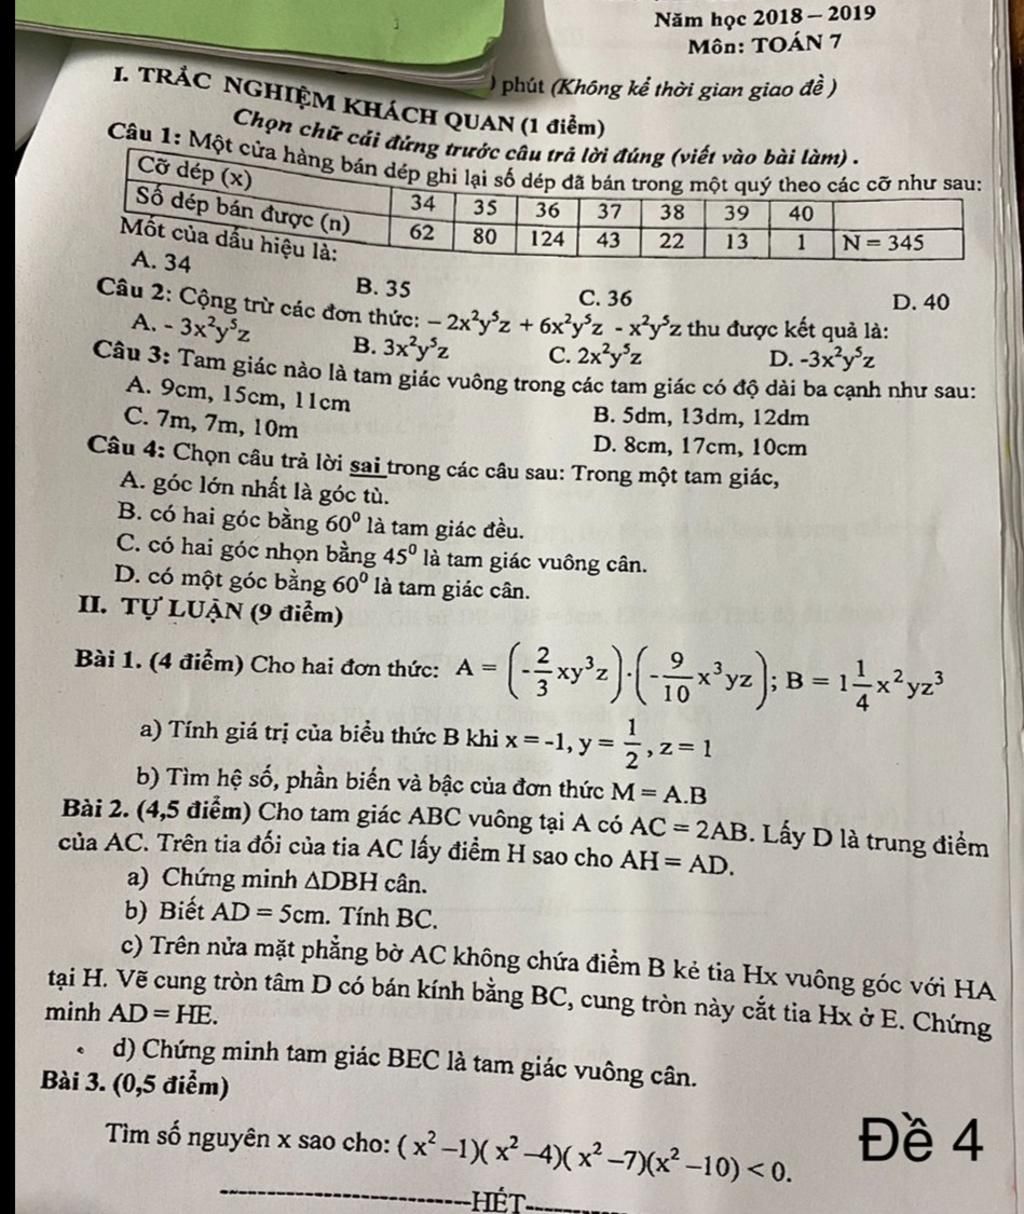 Năm học 2018 – 2019
Môn: TOÁN 7
) phút (Không kể thời gian giao đề )
I. TRẮC NGHIỆM KHÁCH QUAN (1 điểm)
Chọn chữ cái đứng trước câu trả lời đúng (viết vào bài làm) .
Câu 1: Một cửa hàng bán dép ghi lại số dép đã bán trong một quý theo các cỡ như sau:
Cỡ dép (x) 34 35 36 37 38 39 40
Số dép bán được (n) 62 80 124 43 22 13 1 N = 345
Mốt của dấu hiệu là:
A. 34 B. 35 C. 36 D. 40
Câu 2: Cộng trừ các đơn thức: – 2x²y⁵z + 6x²y⁵z - x²y⁵z thu được kết quả là:
A. - 3x²y⁵z B. 3x²y⁵z C. 2x²y⁵z D. -3x²y⁵z
Câu 3: Tam giác nào là tam giác vuông trong các tam giác có độ dài ba cạnh như sau:
A. 9cm, 15cm, 11cm B. 5dm, 13dm, 12dm
C. 7m, 7m, 10m D. 8cm, 17cm, 10cm
Câu 4: Chọn câu trả lời sai trong các câu sau: Trong một tam giác,
A. góc lớn nhất là góc tù.
B. có hai góc bằng 60⁰ là tam giác đều.
C. có hai góc nhọn bằng 45⁰ là tam giác vuông cân.
D. có một góc bằng 60⁰ là tam giác cân.
II. TỰ LUẬN (9 điểm)
Bài 1. (4 điểm) Cho hai đơn thức: A = (-2/3 xy³z).(-9/10 x³yz); B = 1 1/4 x²yz³
a) Tính giá trị của biểu thức B khi x = -1, y = 1/2, z = 1
b) Tìm hệ số, phần biến và bậc của đơn thức M = A.B
Bài 2. (4,5 điểm) Cho tam giác ABC vuông tại A có AC = 2AB. Lấy D là trung điểm
của AC. Trên tia đối của tia AC lấy điểm H sao cho AH = AD.
a) Chứng minh ΔDBH cân.
b) Biết AD = 5cm. Tính BC.
c) Trên nửa mặt phẳng bờ AC không chứa điểm B kẻ tia Hx vuông góc với HA
tại H. Vẽ cung tròn tâm D có bán kính bằng BC, cung tròn này cắt tia Hx ở E. Chứng
minh AD = HE.
d) Chứng minh tam giác BEC là tam giác vuông cân.
Bài 3. (0,5 điểm)
Tìm số nguyên x sao cho: ( x² –1)( x² –4)( x² –7)(x² –10) < 0.
Đề 4
--------------------------HẾT----------